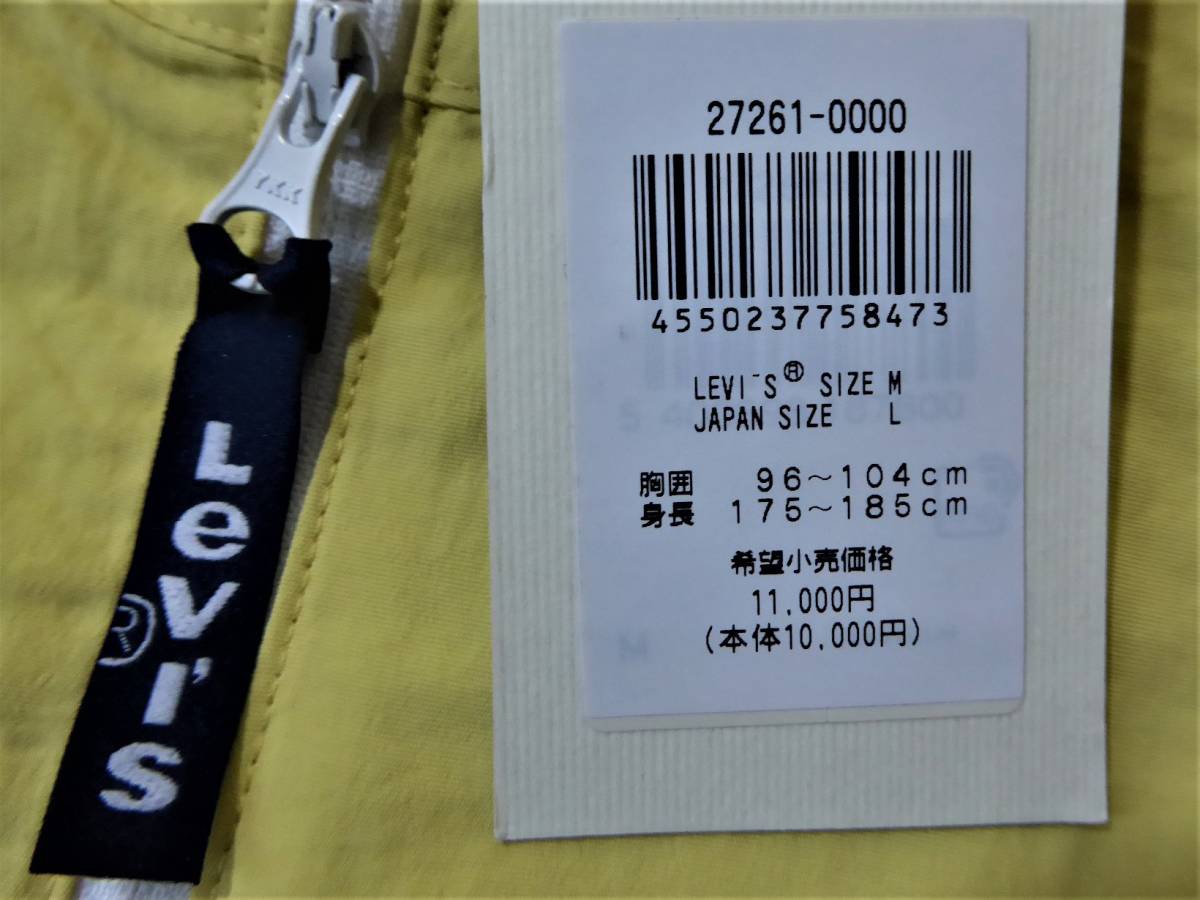 YKK
Levi's
®
27261-0000
4550237758473
LEVI'S® SIZE M
JAPAN SIZE L
胸囲 96~104cm
身長 175~185cm
希望小売価格
11,000円
(本体10,000円)